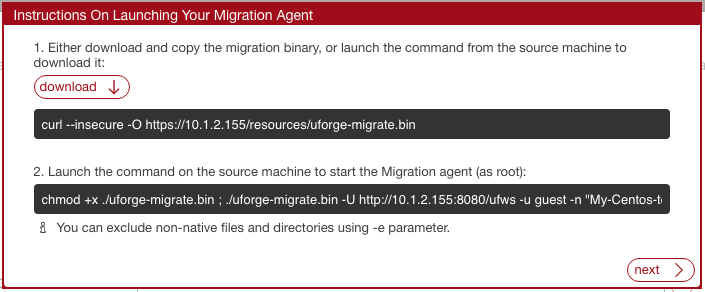 Instructions On Launching Your Migration Agent
1. Either download and copy the migration binary, or launch the command from the source machine to
download it:
download
curl --insecure -O https://10.1.2.155/resources/uforge-migrate.bin
2. Launch the command on the source machine to start the Migration agent (as root):
chmod +x ./uforge-migrate.bin ; ./uforge-migrate.bin -U http://10.1.2.155:8080/ufws -u guest -n "My-Centos-t
You can exclude non-native files and directories using -e parameter.
next